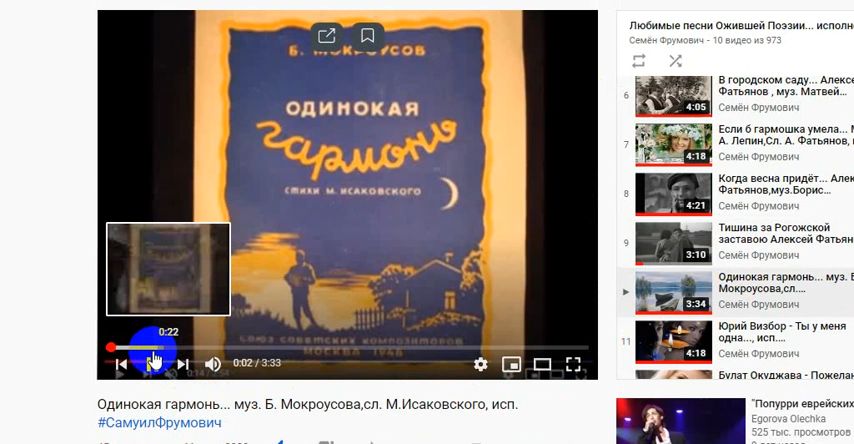 Б. МОКРОУСОВ
ОДИНОКАЯ
гармонь
СТИХИ М. ИСАКОВСКОГО
СОЮЗ СОВЕТСКИХ КОМПОЗИТОРОВ
МОСКВА 1946
0:22
0:02 / 3:33
Одинокая гармонь... муз. Б. Мокроусова,сл. М.Исаковского, исп.
#СамуилФрумович
Любимые песни Ожившей Поэзии... исполн
Семён Фрумович - 10 видео из 973
6
4:05
В городском саду... Алексе
Фатьянов , муз. Матвей…
Семён Фрумович
7
4:18
Если б гармошка умела...
А. Лепин,Сл. А. Фатьянов,
Семён Фрумович
8
4:21
Когда весна придёт... Алек
Фатьянов,муз.Борис…
Семён Фрумович
9
3:10
Тишина за Рогожской
заставою Алексей Фатьян
Семён Фрумович
3:34
Одинокая гармонь... муз. Б
Мокроусова,сл.…
Семён Фрумович
11
4:18
Юрий Визбор - Ты у меня
одна..., исп.…
Семён Фрумович
Булат Окуджава - Пожелан
"Попурри еврейских
Egorova Olechka
525 тыс. просмотров